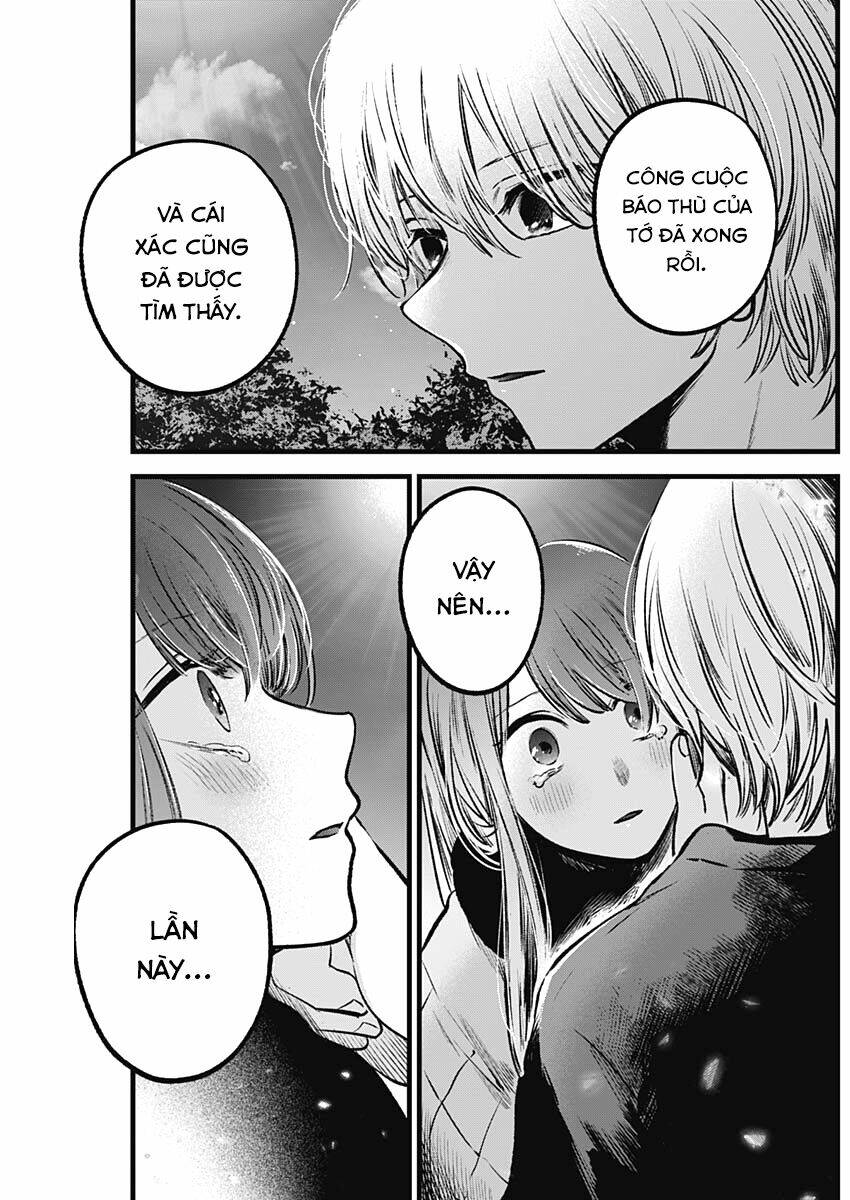 CÔNG CUỘC
BÁO THÙ CỦA
TỚ ĐÃ XONG
RỒI.
VÀ CÁI
XÁC CŨNG
ĐÃ ĐƯỢC
TÌM THẤY.
VẬY
NÊN...
LẦN
NÀY...